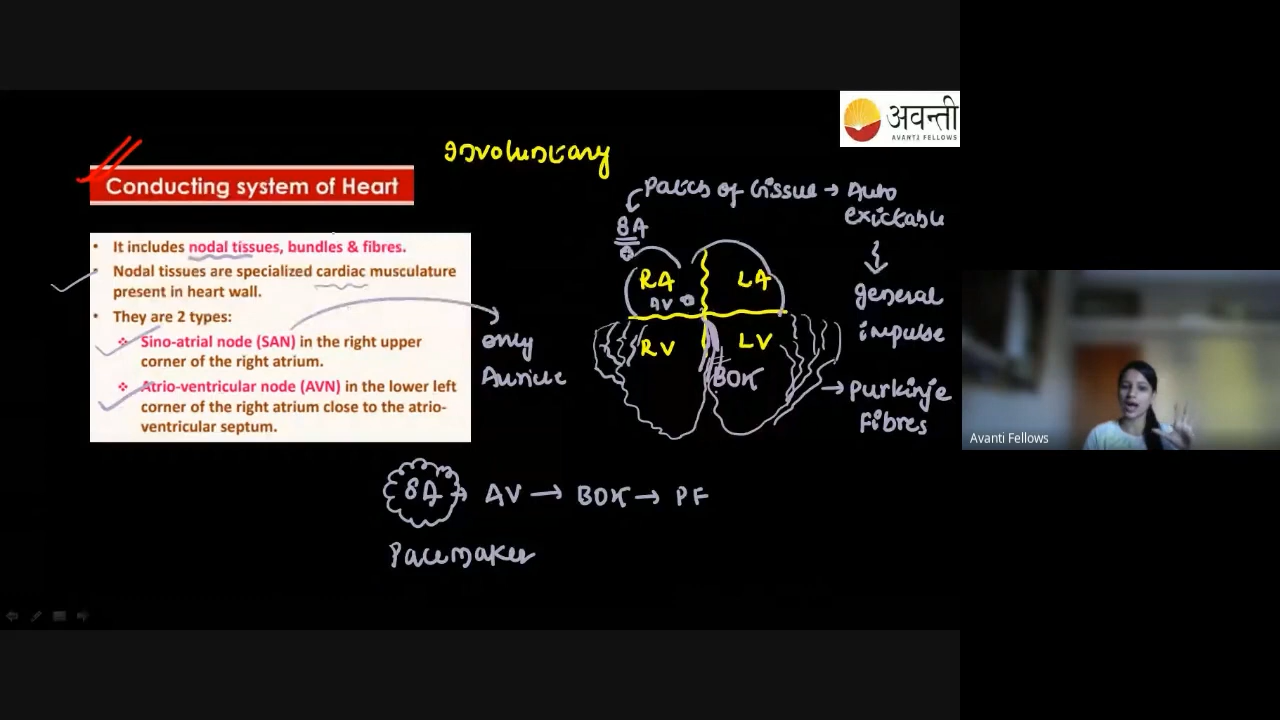 अवन्ती
AVANTI FELLOWS
Involuntary
Conducting system of Heart
Patch of tissue → Auto
exickable
SA
general
impulse
• It includes nodal tissues, bundles & fibres.
• Nodal tissues are specialized cardiac musculature
present in heart wall.
• They are 2 types:
❖ Sino-atrial node (SAN) in the right upper
corner of the right atrium.
❖ Atrio-ventricular node (AVN) in the lower left
corner of the right atrium close to the atrio-
ventricular septum.
only
Auricle
RA
LA
AV
RV
LV
BOK
→ Purkinje
Fibres
Avanti Fellows
SA → AV → BOK → PF
Pacemaker